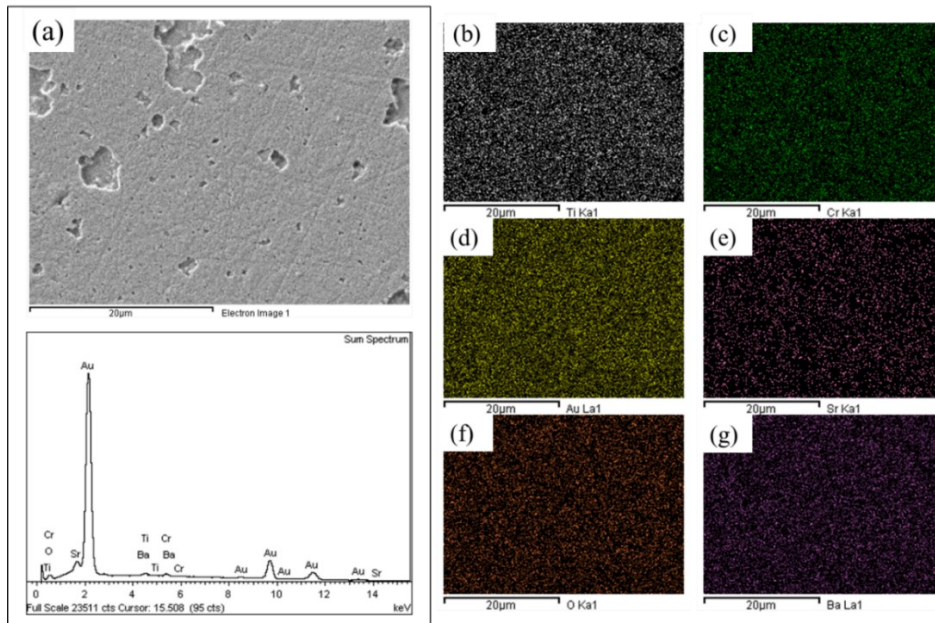 (a)
20µm
Electron Image 1
Sum Spectrum
Au
Cr
O
Ti
Sr
Ti
Ba
Ti
Cr
Ba
Cr
Au
Au
Au
Au
Au
Sr
0 2 4 6 8 10 12 14
Full Scale 23511 cts Cursor: 15.508 (95 cts)
keV
(b)
20µm
Ti Ka1
(c)
20µm
Cr Ka1
(d)
20µm
Au La1
(e)
20µm
Sr Ka1
(f)
20µm
O Ka1
(g)
20µm
Ba La1